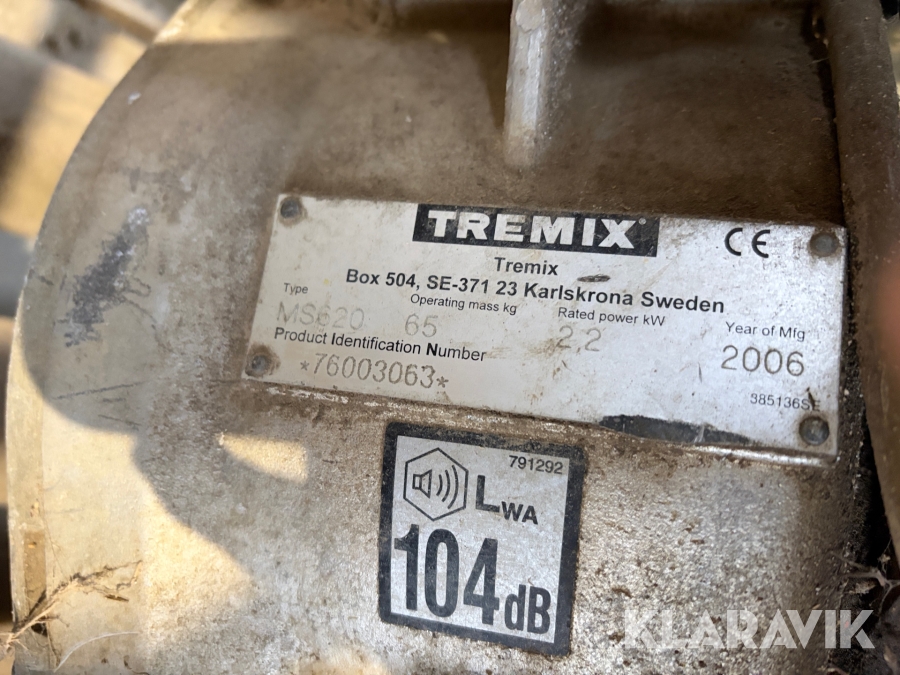 TREMIX®
CE
Tremix
Box 504, SE-371 23 Karlskrona Sweden
Type Operating mass kg Rated power kW Year of Mfg
MS620 65 2,2 2006
Product Identification Number
*76003063*
385136SE
791292
LWA
104dB
KLARAVIK